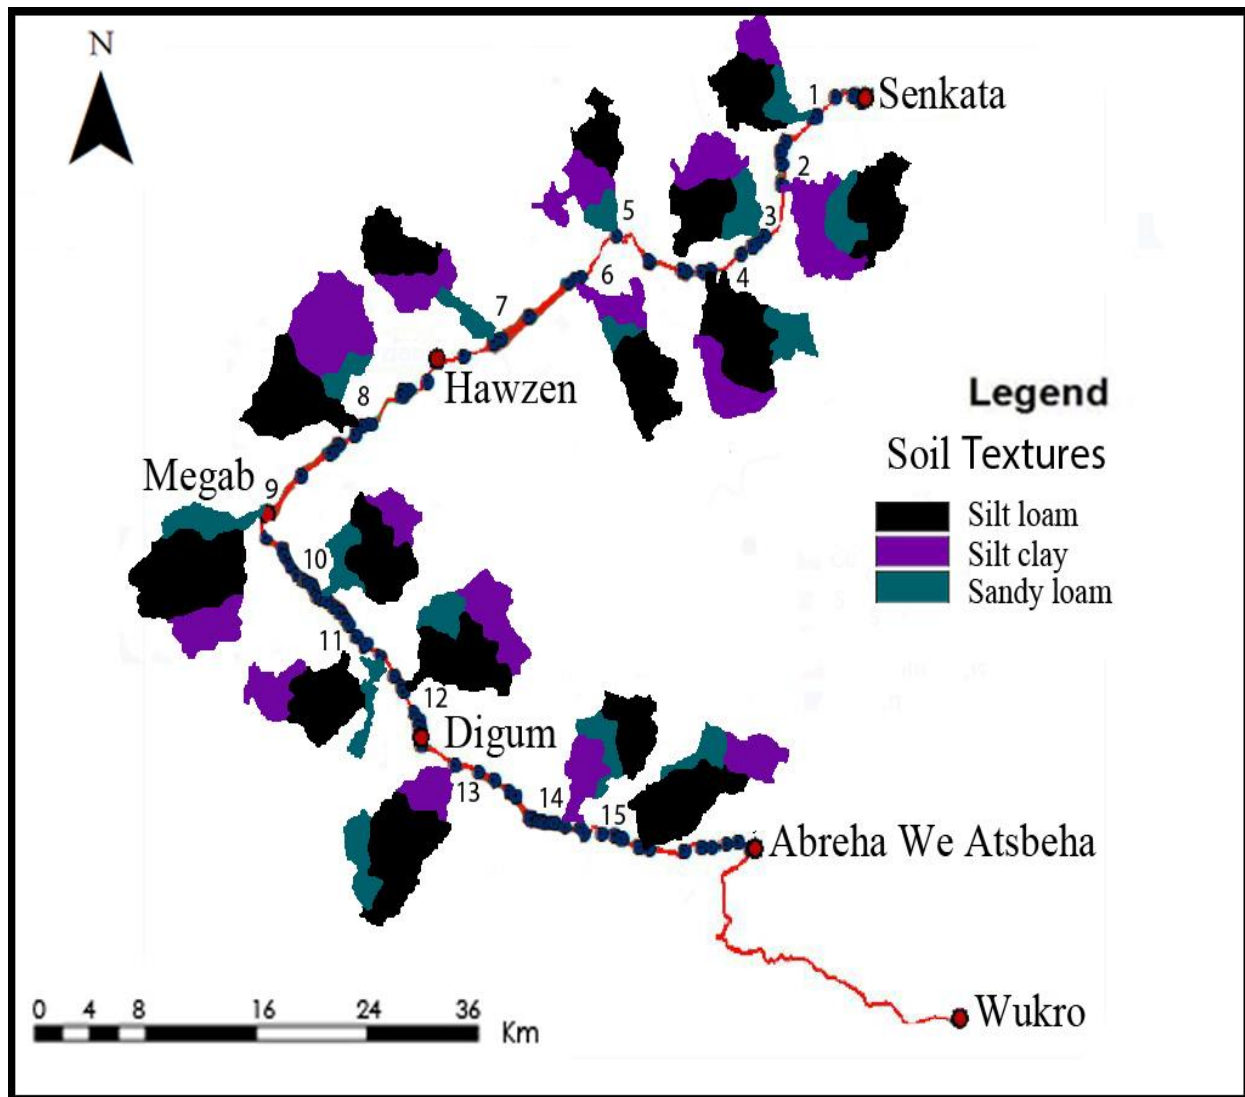 N
1
Senkata
2
3
4
5
6
7
Hawzen
8
Megab
9
10
11
12
Digum
13
14
15
Abreha We Atsbeha
Wukro
Legend
Soil Textures
Silt loam
Silt clay
Sandy loam
0 4 8 16 24 36
Km